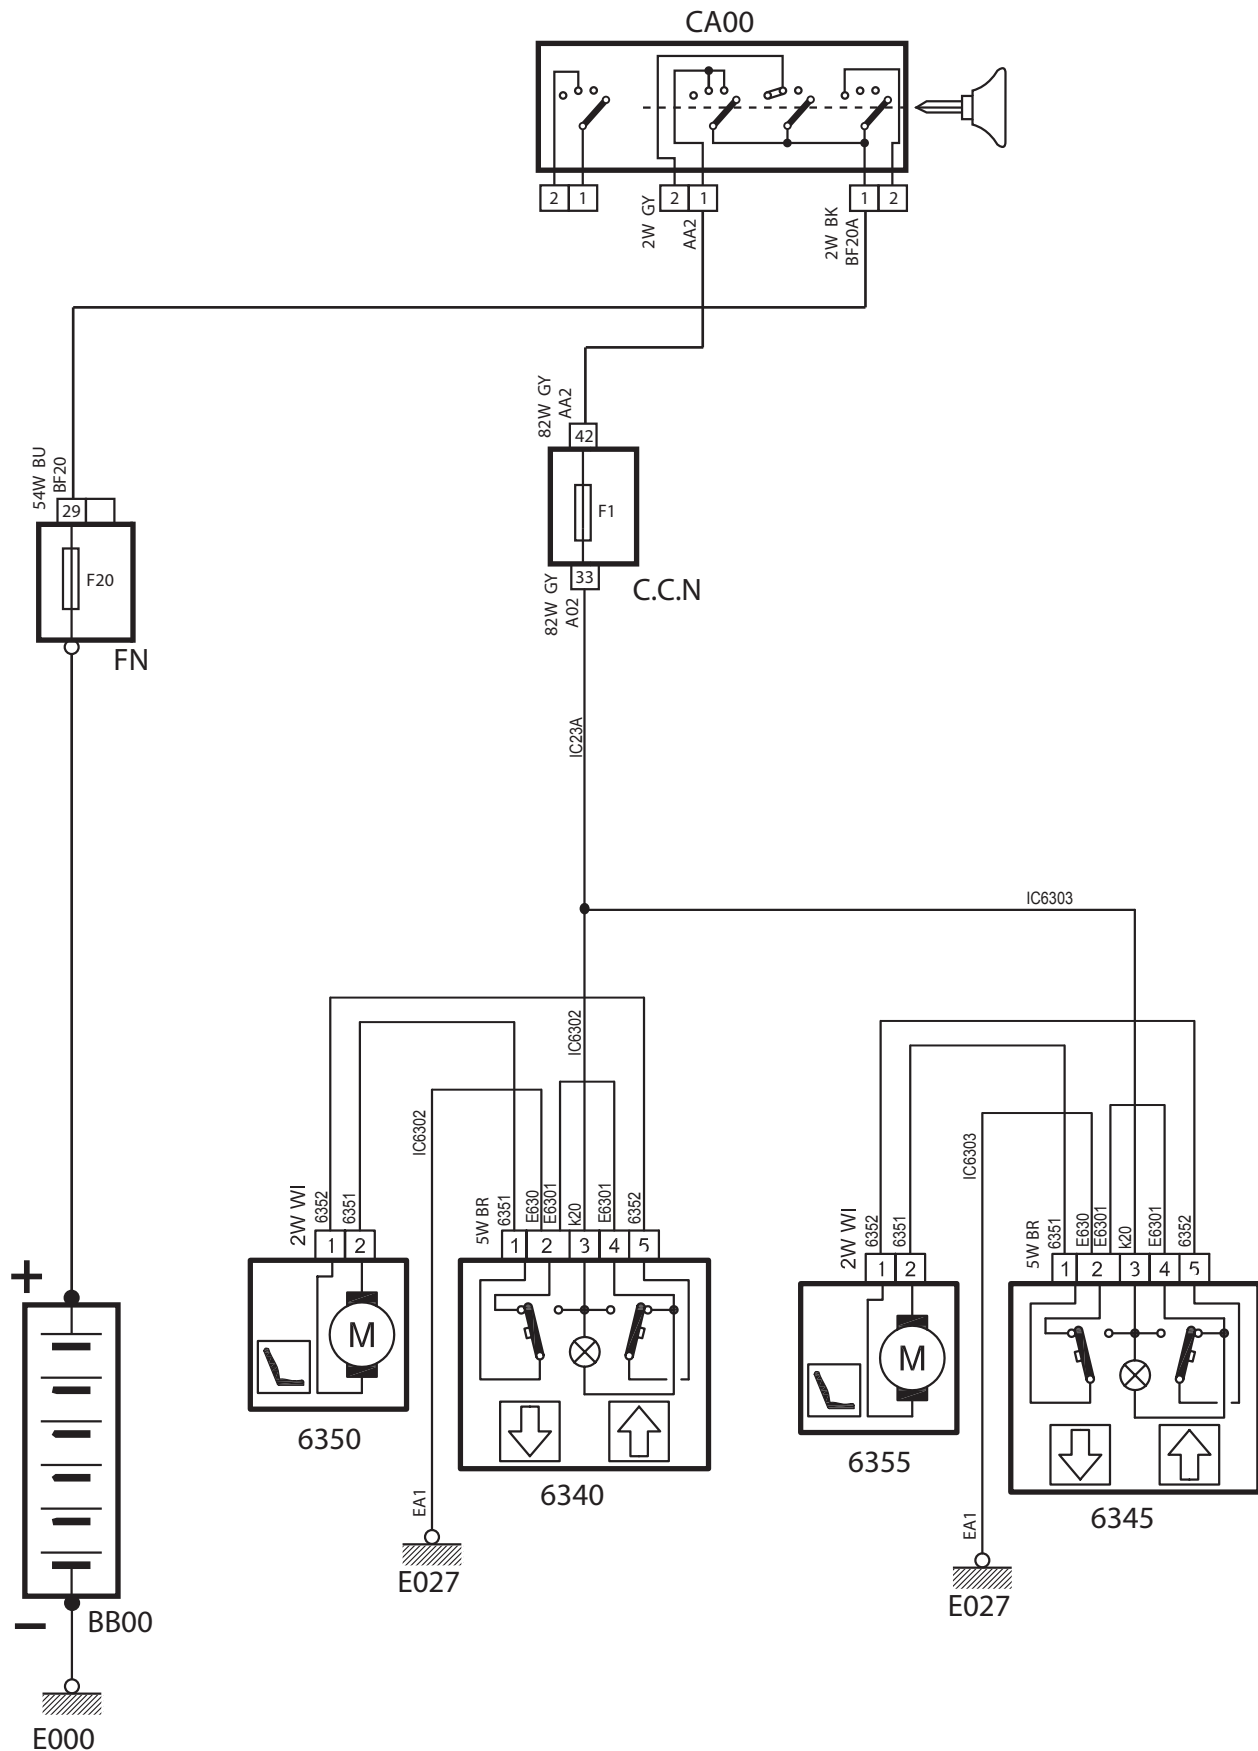 CA00
2 1
2 1
1 2
2W GY
AA2
2W BK
BF20A
82W GY
AA2
42
F1
33
C.C.N
82W GY
A02
54W BU
BF20
29
F20
FN
IC23A
IC6303
IC6302
IC6302
2W WI
6352
6351
1 2
M
6350
5W BR
6351
E630
E6301
k20
E6301
6352
1 2 3 4 5
6340
EA1
E027
IC6303
2W WI
6352
6351
1 2
M
6355
5W BR
6351
E630
E6301
k20
E6301
6352
1 2 3 4 5
6345
EA1
E027
+
−
BB00
E000